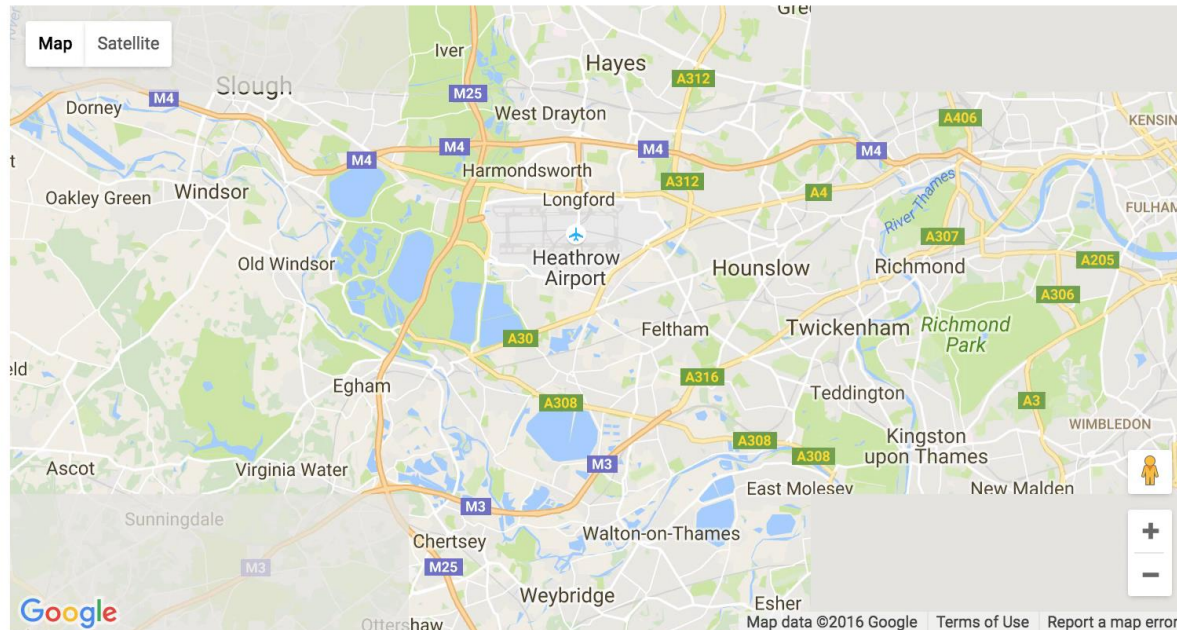 Map
Satellite
Iver
Hayes
A312
Slough
M25
M4
Dorney
West Drayton
A406
KENSIN
M4
M4
M4
M4
Harmondsworth
A312
A4
Oakley Green
Windsor
Longford
River Thames
FULHAM
A307
Heathrow
Airport
Old Windsor
Hounslow
Richmond
A205
A306
Feltham
Twickenham
Richmond
Park
A30
Egham
A316
Teddington
A308
A3
WIMBLEDON
A308
Kingston
upon Thames
A308
Ascot
Virginia Water
M3
East Molesey
New Malden
M3
Sunningdale
Chertsey
Walton-on-Thames
M3
M25
Weybridge
Esher
Google
Ottershaw
Map data ©2016 Google
Terms of Use
Report a map error